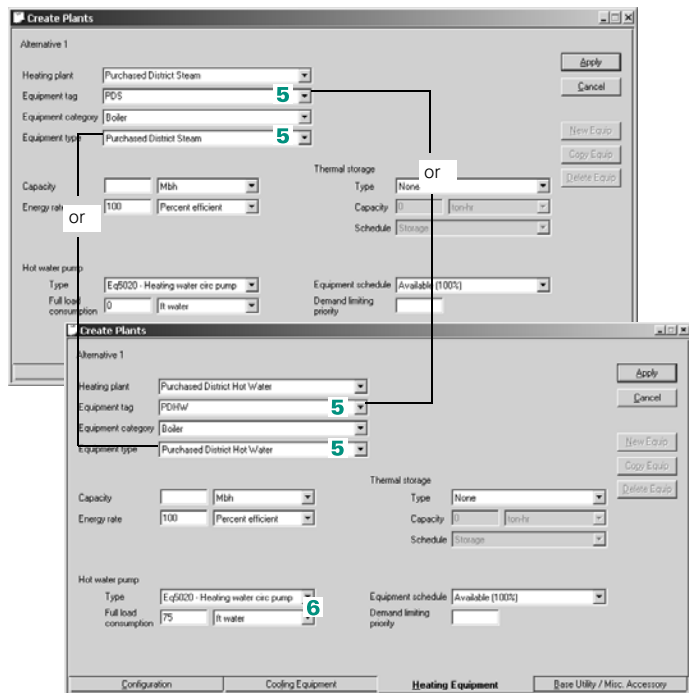 Create Plants
Alternative 1
Heating plant Purchased District Steam
Apply
Equipment tag PDS 5
Cancel
Equipment category Boiler
Equipment type Purchased District Steam 5
New Equip
Copy Equip
Delete Equip
Thermal storage
or
Capacity Mbh
Type None
Energy rate 100 Percent efficient
Capacity 0 ton-hr
or
Schedule Storage
Hot water pump
Type Eq5020 - Heating water circ pump
Equipment schedule Available (100%)
Full load consumption 0 ft water
Demand limiting priority
Create Plants
Alternative 1
Heating plant Purchased District Hot Water
Apply
Equipment tag PDHW 5
Cancel
Equipment category Boiler
Equipment type Purchased District Hot Water 5
New Equip
Copy Equip
Delete Equip
Thermal storage
Capacity Mbh
Type None
Energy rate 100 Percent efficient
Capacity 0 ton-hr
Schedule Storage
Hot water pump
Type Eq5020 - Heating water circ pump
Equipment schedule Available (100%)
6
Full load consumption 75 ft water
Demand limiting priority
Configuration Cooling Equipment Heating Equipment Base Utility / Misc. Accessory